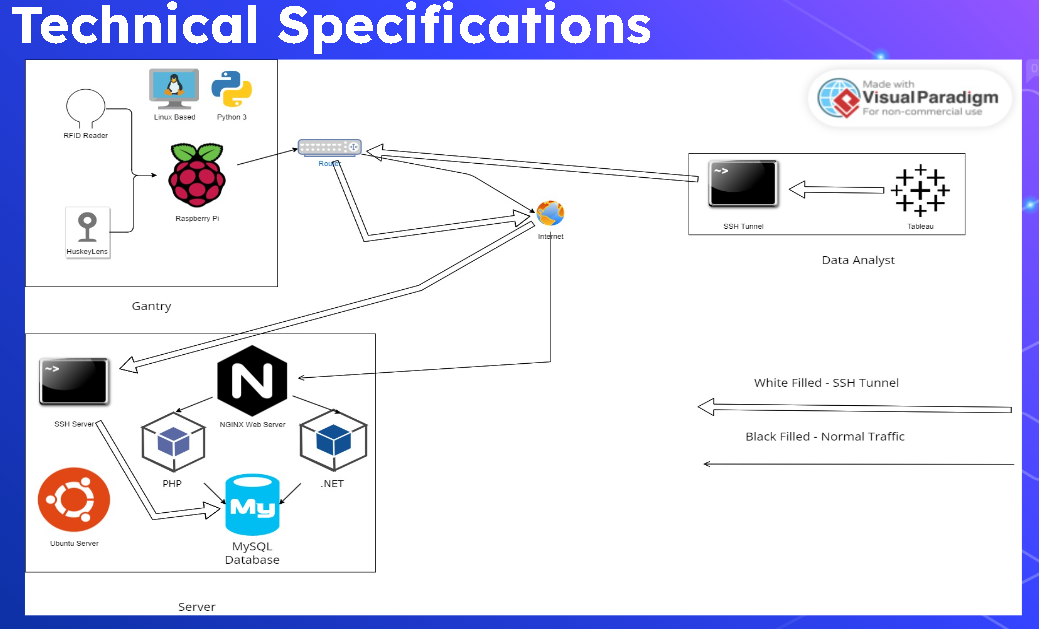 Technical Specifications
Made with
Visual Paradigm
For non-commercial use
Linux Based
Python 3
RFID Reader
Router
~>
Raspberry Pi
SSH Tunnel
Tableau
Internet
HuskeyLens
Data Analyst
Gantry
~>
N
White Filled - SSH Tunnel
SSH Server
NGINX Web Server
Black Filled - Normal Traffic
PHP
.NET
My
Ubuntu Server
MySQL
Database
Server